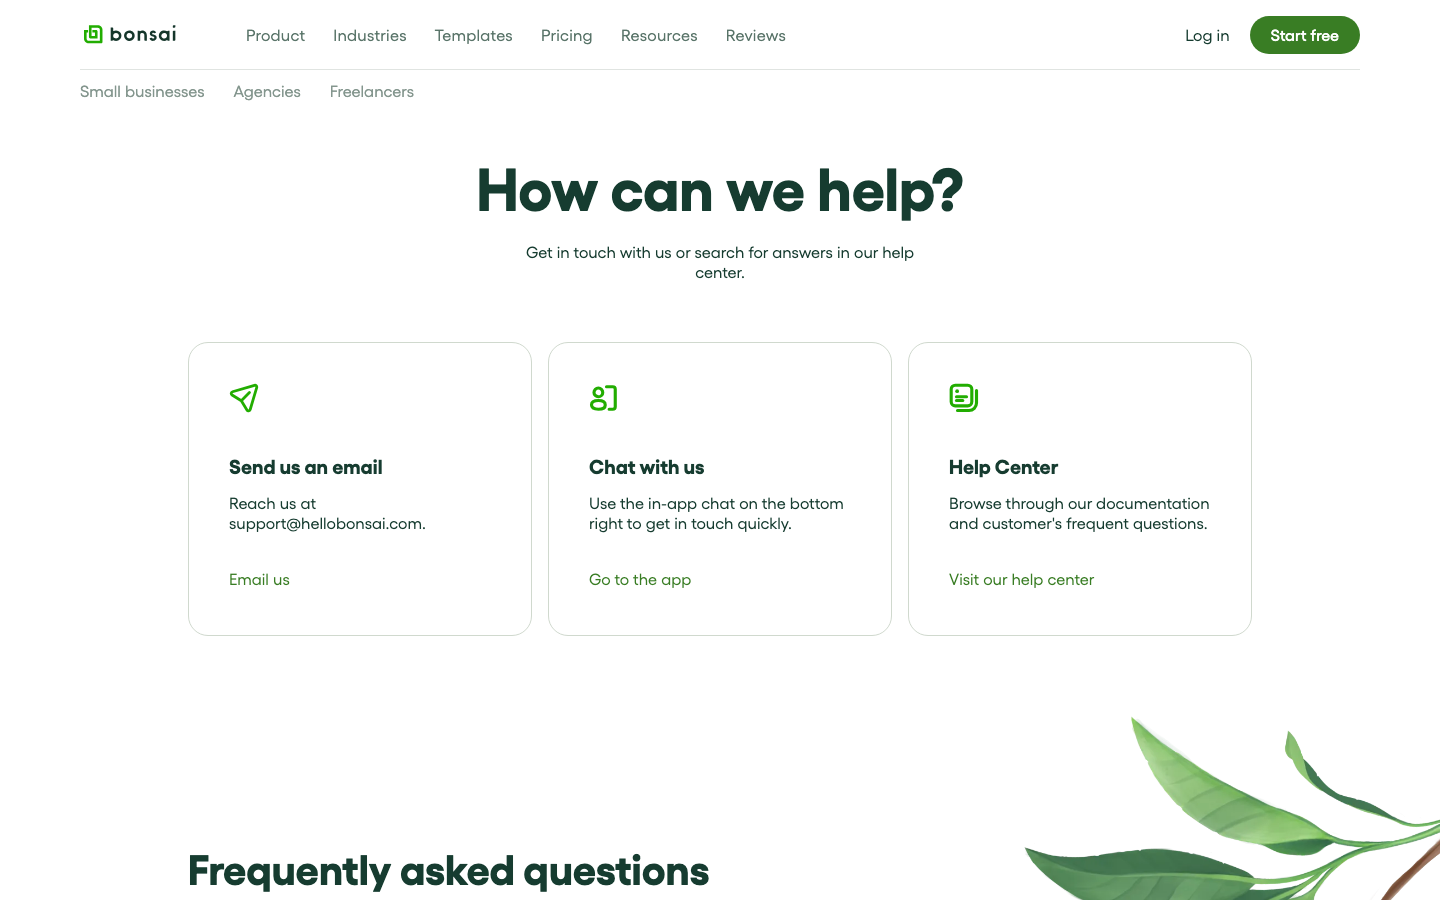 bonsai
Product Industries Templates Pricing Resources Reviews
Log in
Start free
Small businesses Agencies Freelancers
How can we help?
Get in touch with us or search for answers in our help
center.
Send us an email
Reach us at
support@hellobonsai.com.
Email us
Chat with us
Use the in-app chat on the bottom
right to get in touch quickly.
Go to the app
Help Center
Browse through our documentation
and customer's frequent questions.
Visit our help center
Frequently asked questions